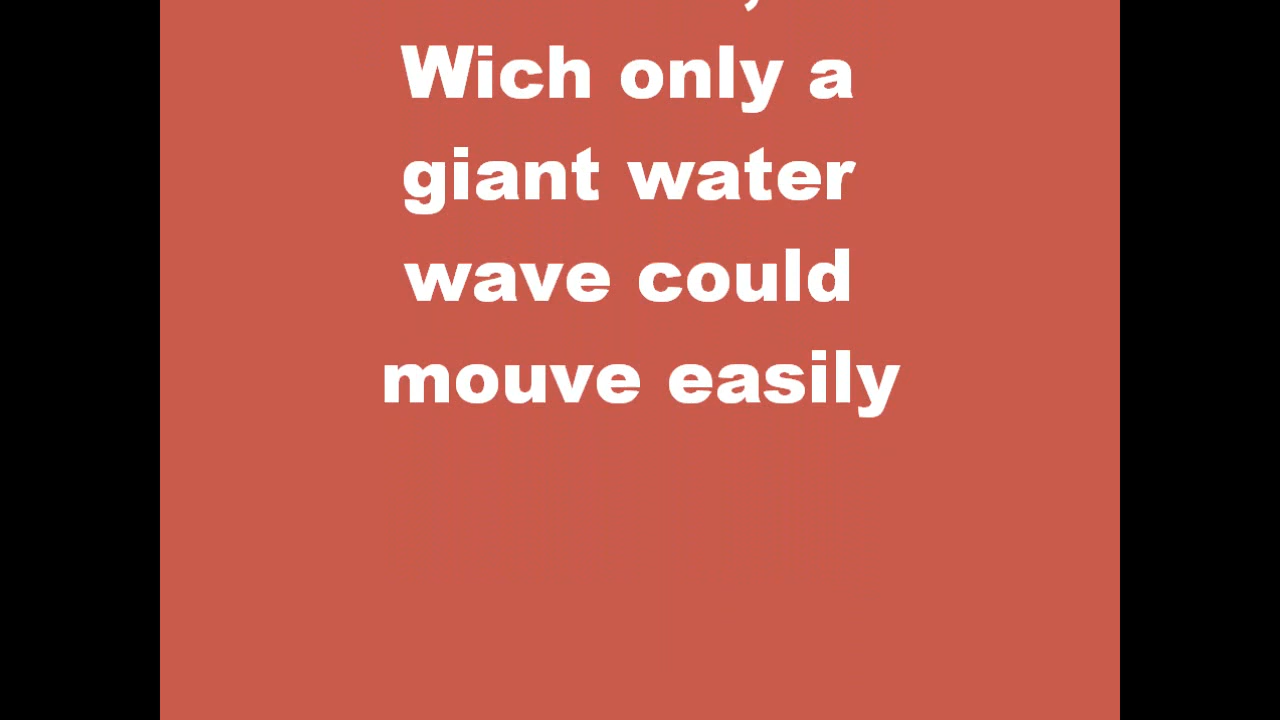 Wich only a
giant water
wave could
mouve easily